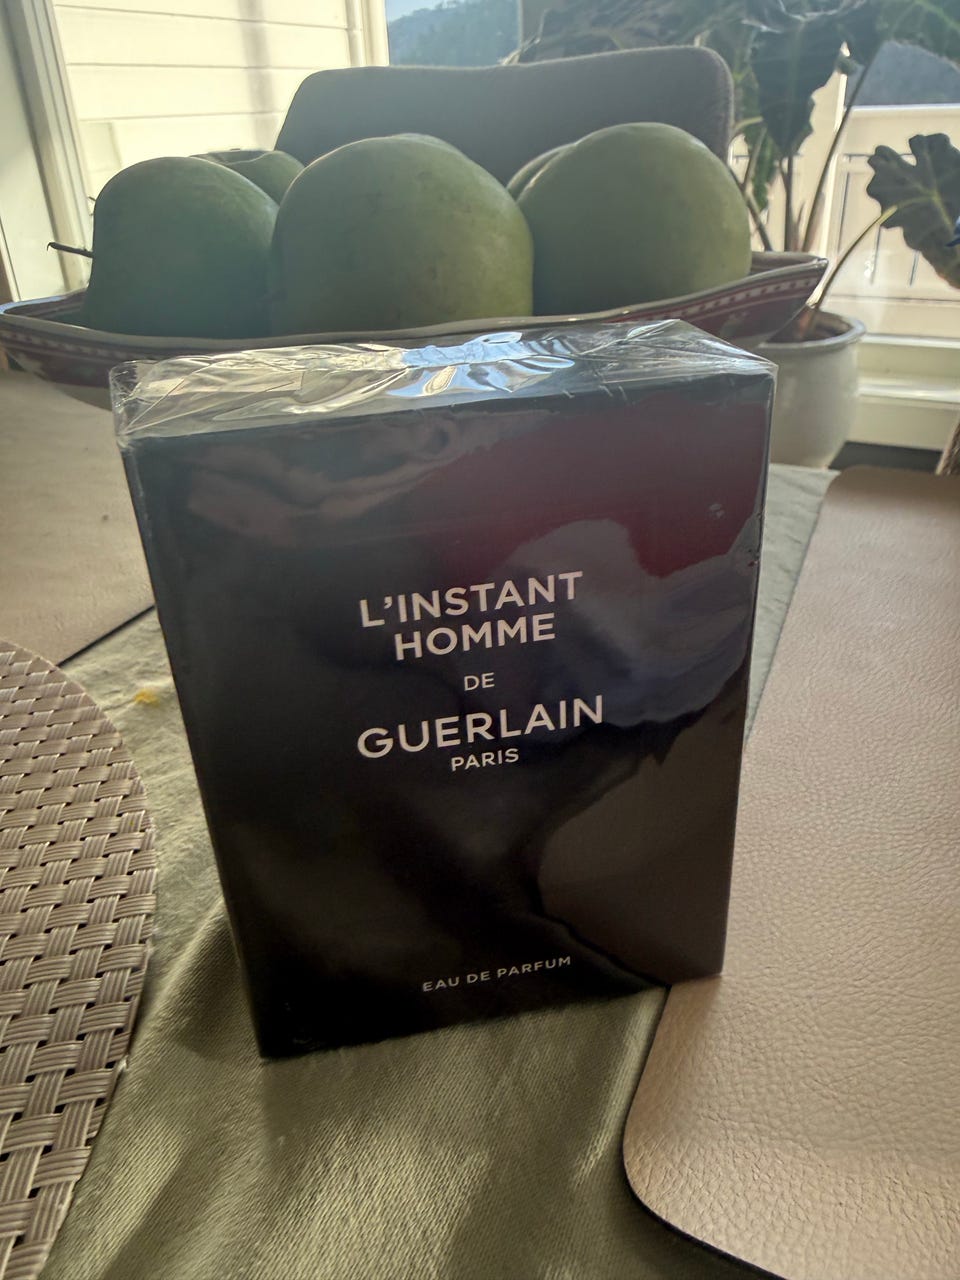 L'INSTANT
HOMME
DE
GUERLAIN
PARIS
EAU DE PARFUM